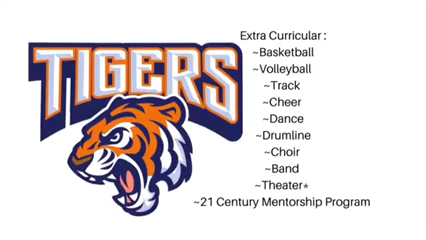 TIGERS
Extra Curricular :
~Basketball
~Volleyball
~Track
~Cheer
~Dance
~Drumline
~Choir
~Band
~Theater*
~21 Century Mentorship Program